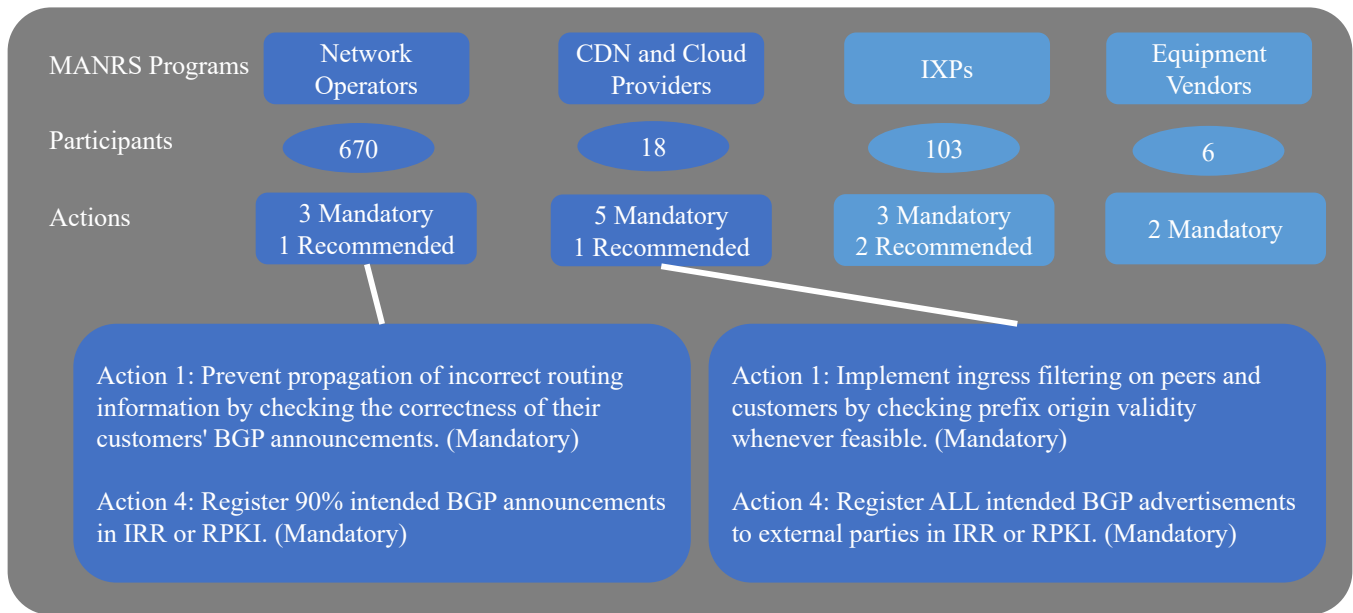 MANRS Programs
Network
Operators
CDN and Cloud
Providers
IXPs
Equipment
Vendors
Participants
670
18
103
6
Actions
3 Mandatory
1 Recommended
5 Mandatory
1 Recommended
3 Mandatory
2 Recommended
2 Mandatory
Action 1: Prevent propagation of incorrect routing
information by checking the correctness of their
customers' BGP announcements. (Mandatory)
Action 4: Register 90% intended BGP announcements
in IRR or RPKI. (Mandatory)
Action 1: Implement ingress filtering on peers and
customers by checking prefix origin validity
whenever feasible. (Mandatory)
Action 4: Register ALL intended BGP advertisements
to external parties in IRR or RPKI. (Mandatory)